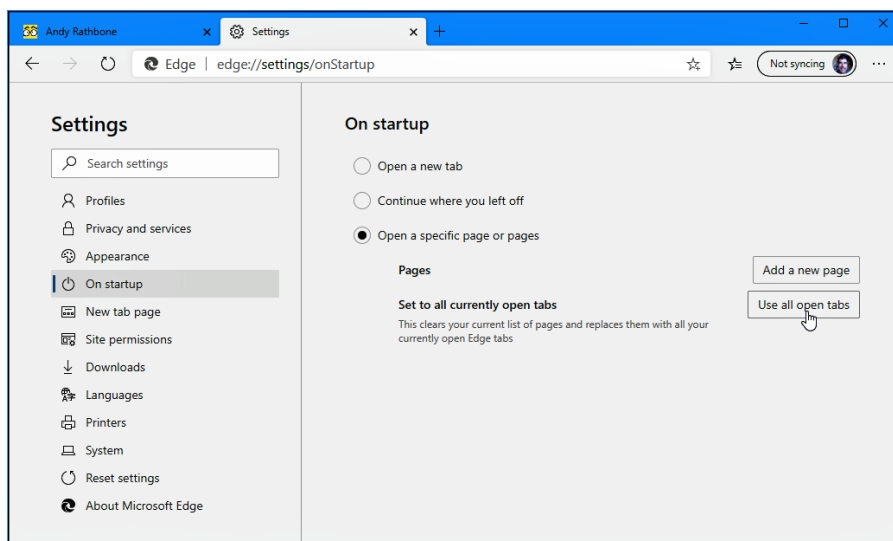 Andy Rathbone
Settings
Edge | edge://settings/onStartup
Not syncing
Settings
Search settings
Profiles
Privacy and services
Appearance
On startup
New tab page
Site permissions
Downloads
Languages
Printers
System
Reset settings
About Microsoft Edge
On startup
Open a new tab
Continue where you left off
Open a specific page or pages
Pages
Add a new page
Set to all currently open tabs
Use all open tabs
This clears your current list of pages and replaces them with all your
currently open Edge tabs